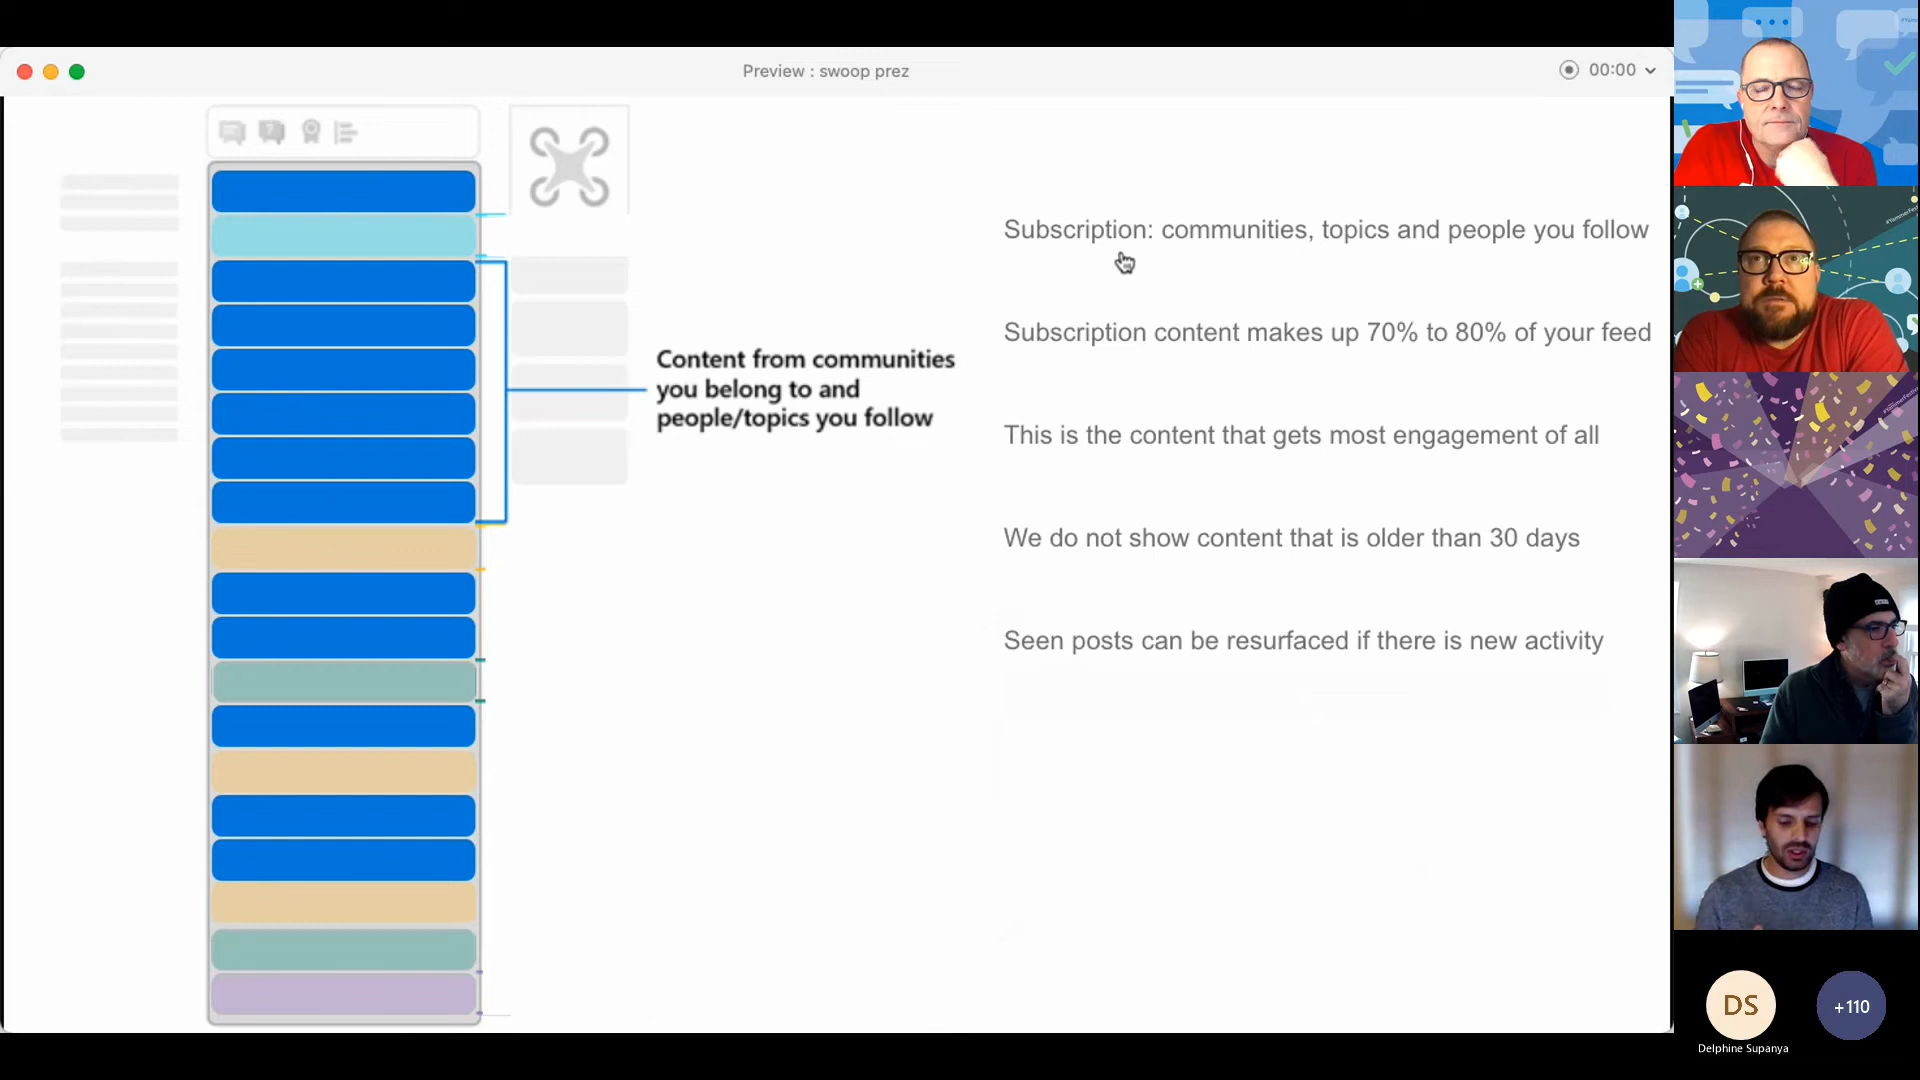 Preview : swoop prez
00:00
Content from communities
you belong to and
people/topics you follow
Subscription: communities, topics and people you follow
Subscription content makes up 70% to 80% of your feed
This is the content that gets most engagement of all
We do not show content that is older than 30 days
Seen posts can be resurfaced if there is new activity
DS
Delphine Supanya
+110